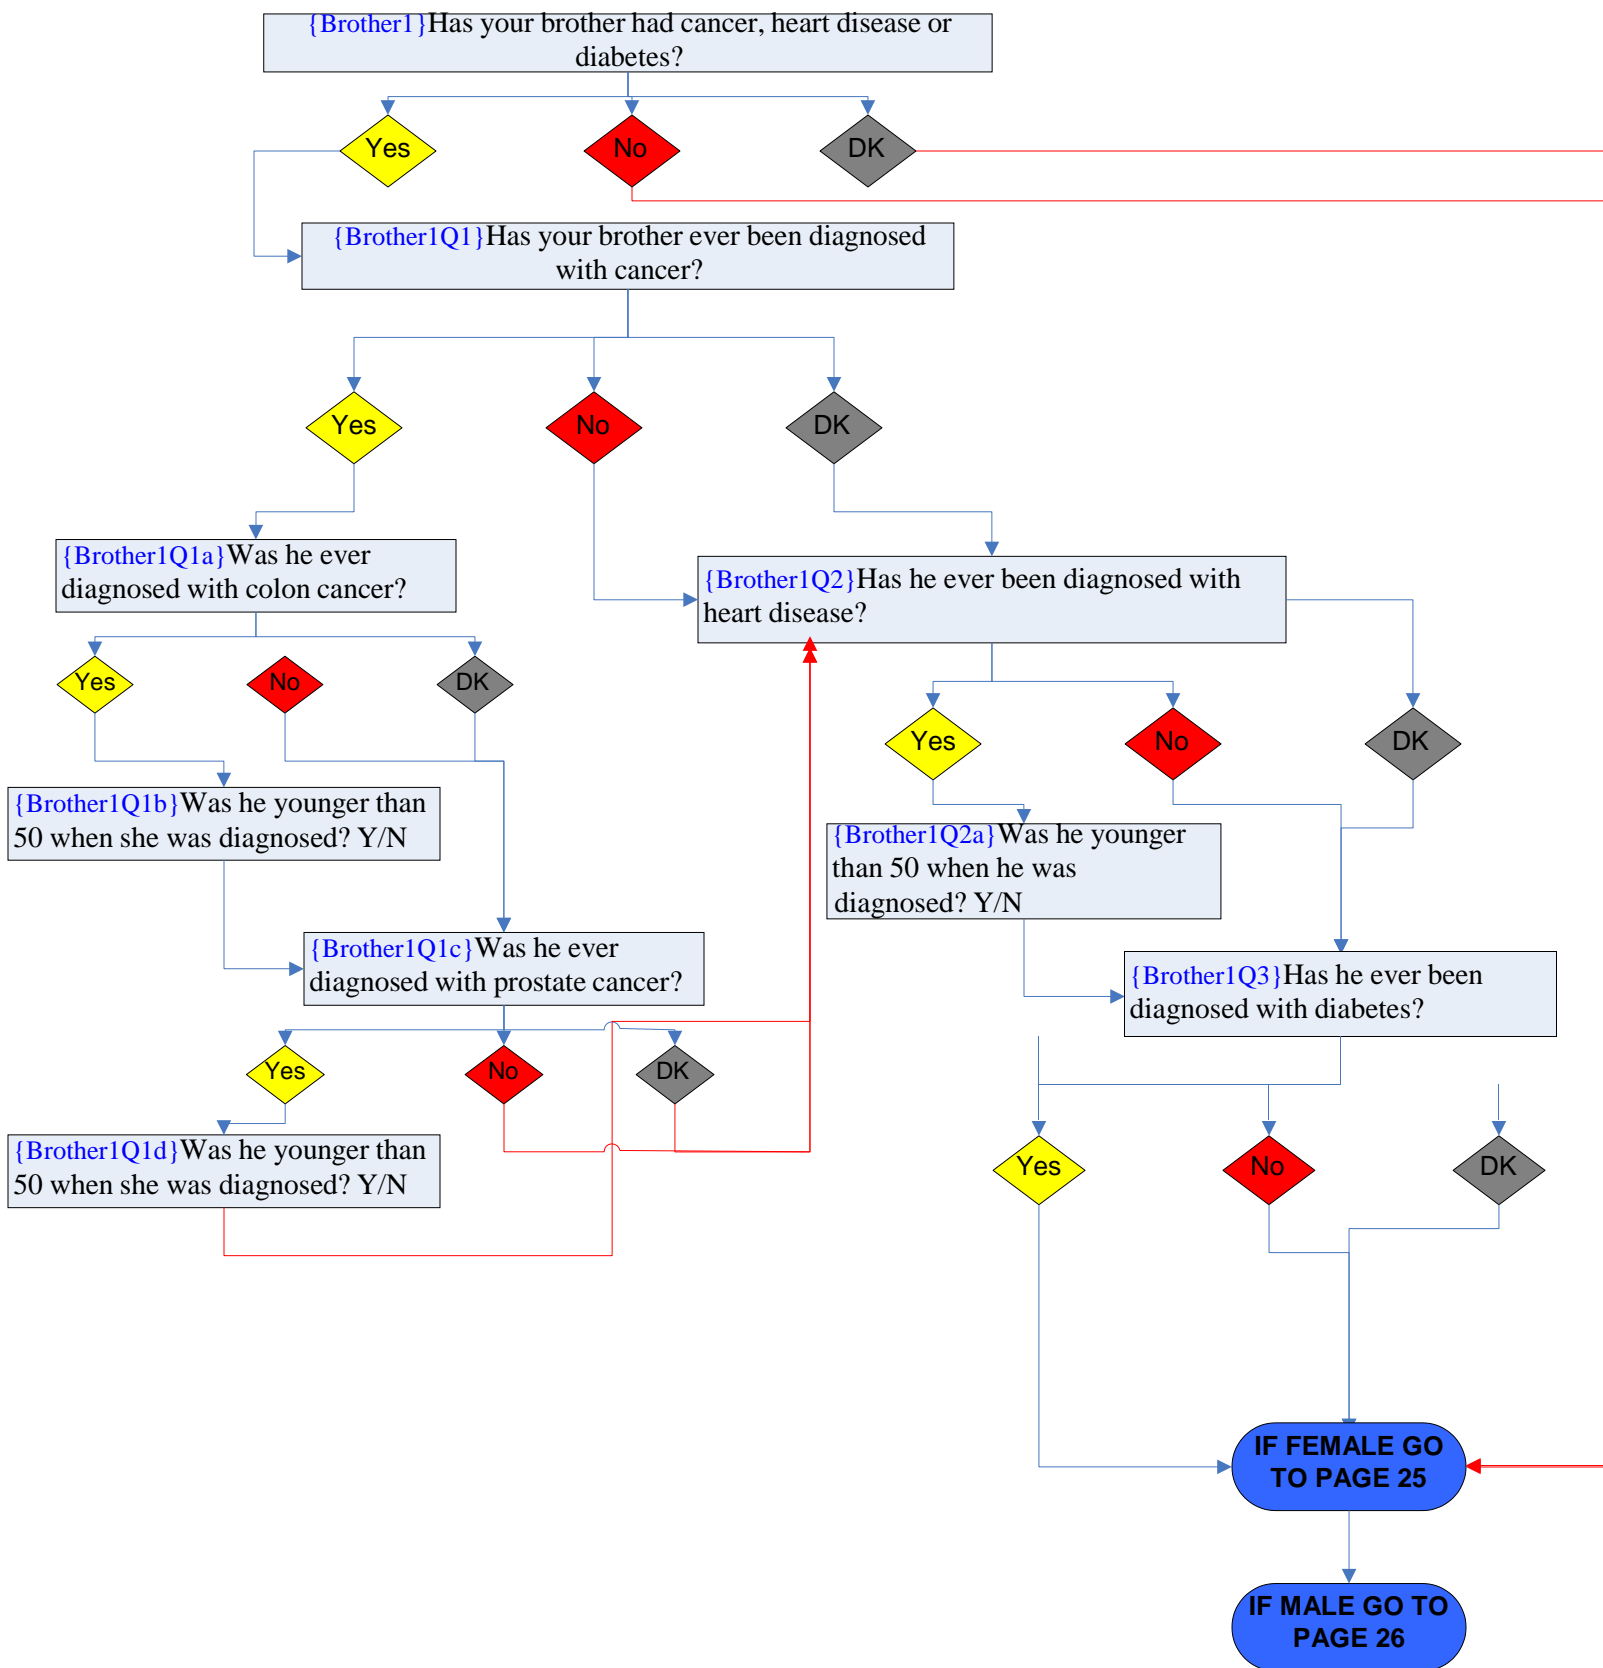 {Brother1}Has your brother had cancer, heart disease or
diabetes?
Yes
No
DK
{Brother1Q1}Has your brother ever been diagnosed
with cancer?
Yes
No
DK
{Brother1Q1a}Was he ever
diagnosed with colon cancer?
Yes
No
DK
{Brother1Q1b}Was he younger than
50 when she was diagnosed? Y/N
{Brother1Q1c}Was he ever
diagnosed with prostate cancer?
Yes
No
DK
{Brother1Q1d}Was he younger than
50 when she was diagnosed? Y/N
{Brother1Q2}Has he ever been diagnosed with
heart disease?
Yes
No
DK
{Brother1Q2a}Was he younger
than 50 when he was
diagnosed? Y/N
{Brother1Q3}Has he ever been
diagnosed with diabetes?
Yes
No
DK
IF FEMALE GO
TO PAGE 25
IF MALE GO TO
PAGE 26